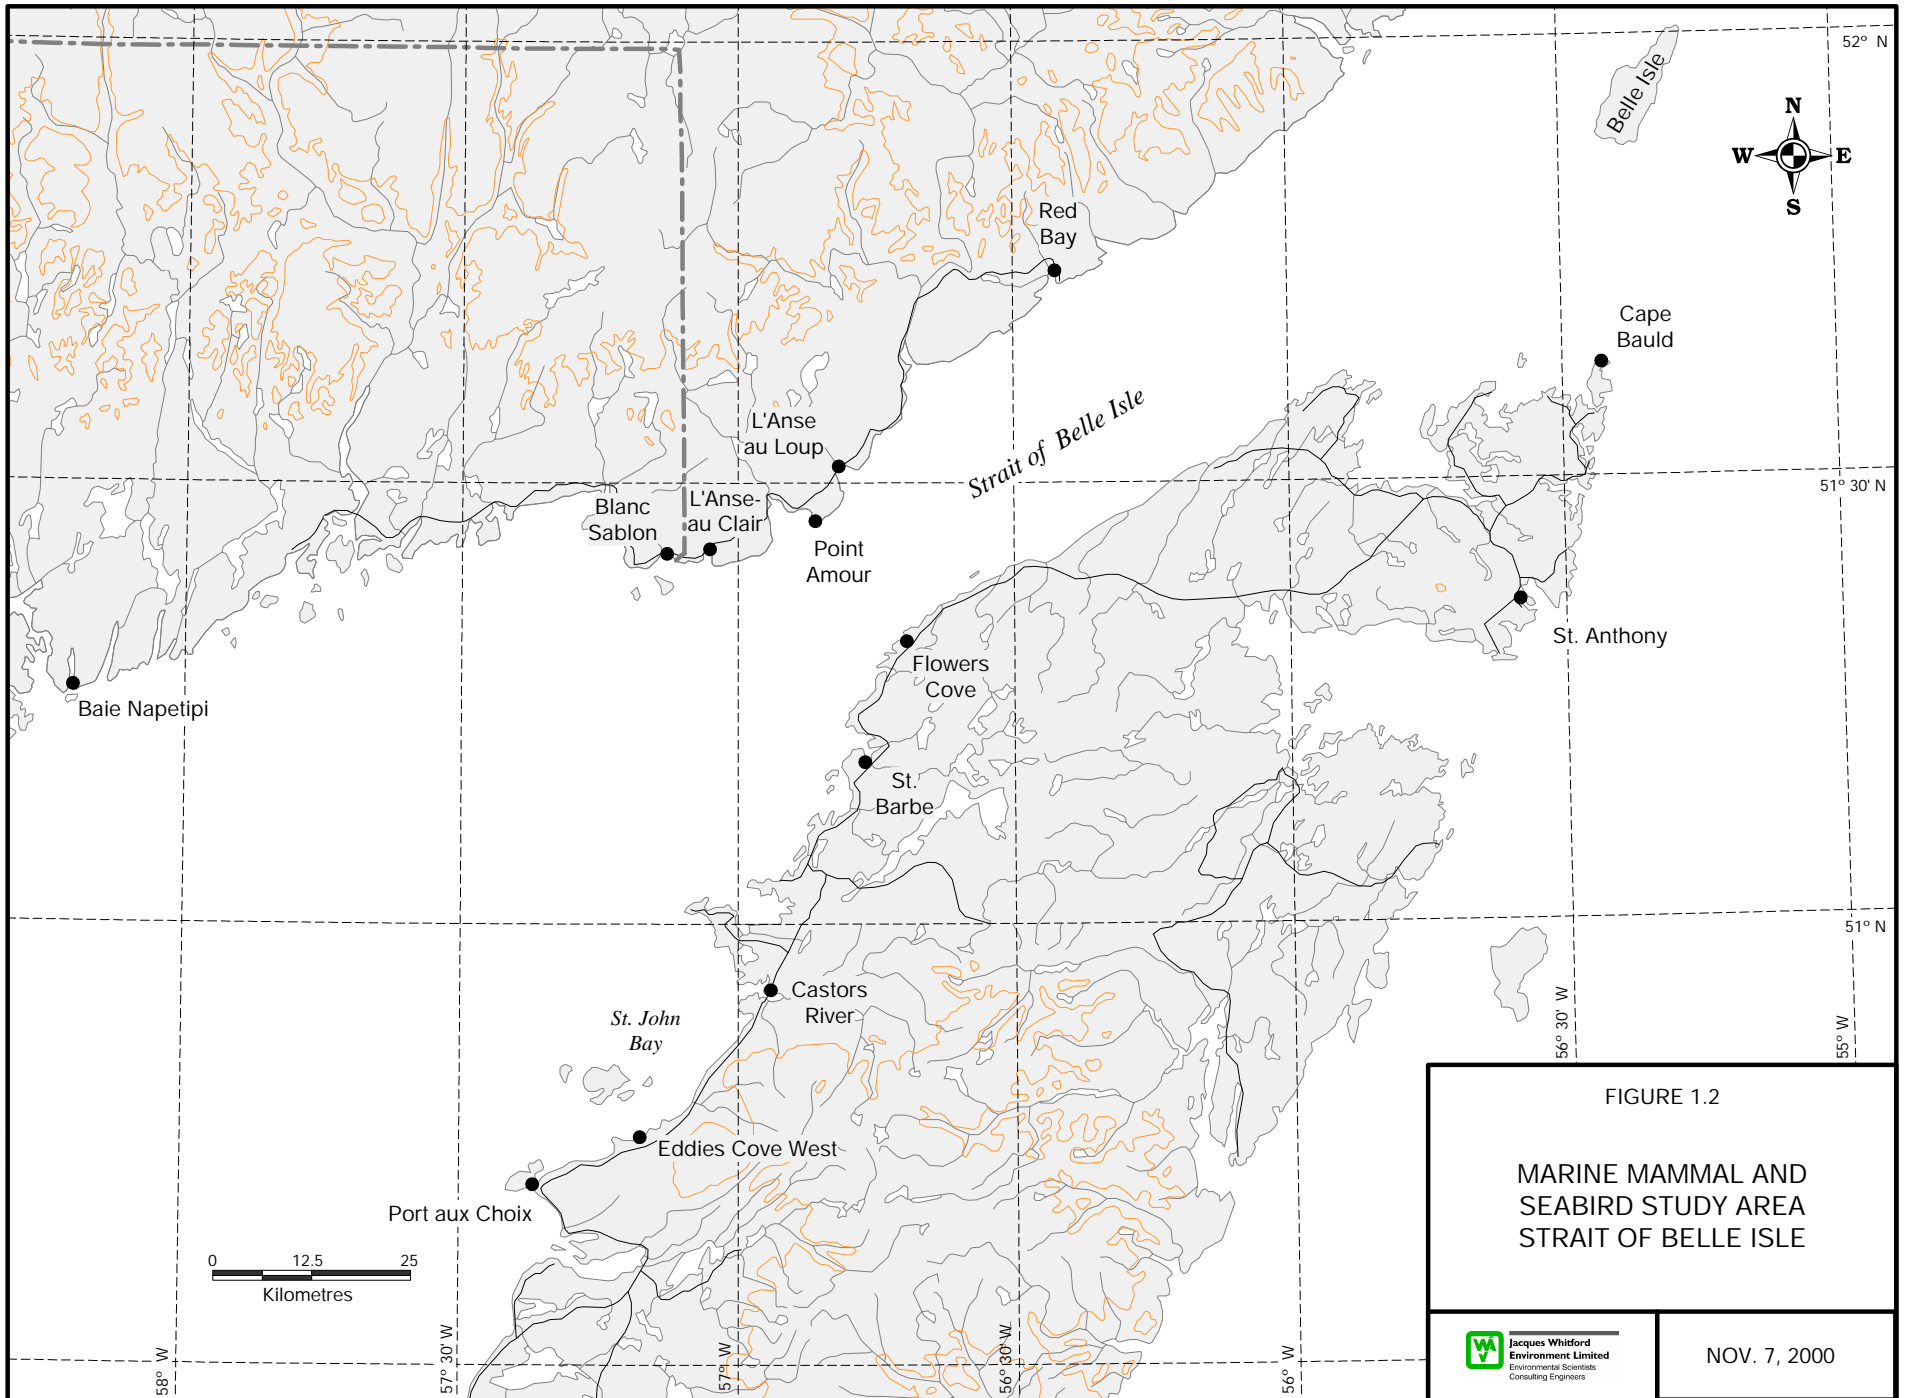 52° N
Belle Isle
N
W E
S
Red
Bay
Cape
Bauld
Strait of Belle Isle
L'Anse
au Loup
51° 30' N
Blanc
Sablon
L'Anse-
au Clair
Point
Amour
St. Anthony
Flowers
Cove
Baie Napetipi
St.
Barbe
51° N
Castors
River
St. John
Bay
56° 30' W
55° W
Eddies Cove West
Port aux Choix
0 12.5 25
Kilometres
58° W
57° 30' W
57° W
56° 30' W
56° W
FIGURE 1.2
MARINE MAMMAL AND
SEABIRD STUDY AREA
STRAIT OF BELLE ISLE
Jacques Whitford
Environment Limited
Environmental Scientists
Consulting Engineers
NOV. 7, 2000